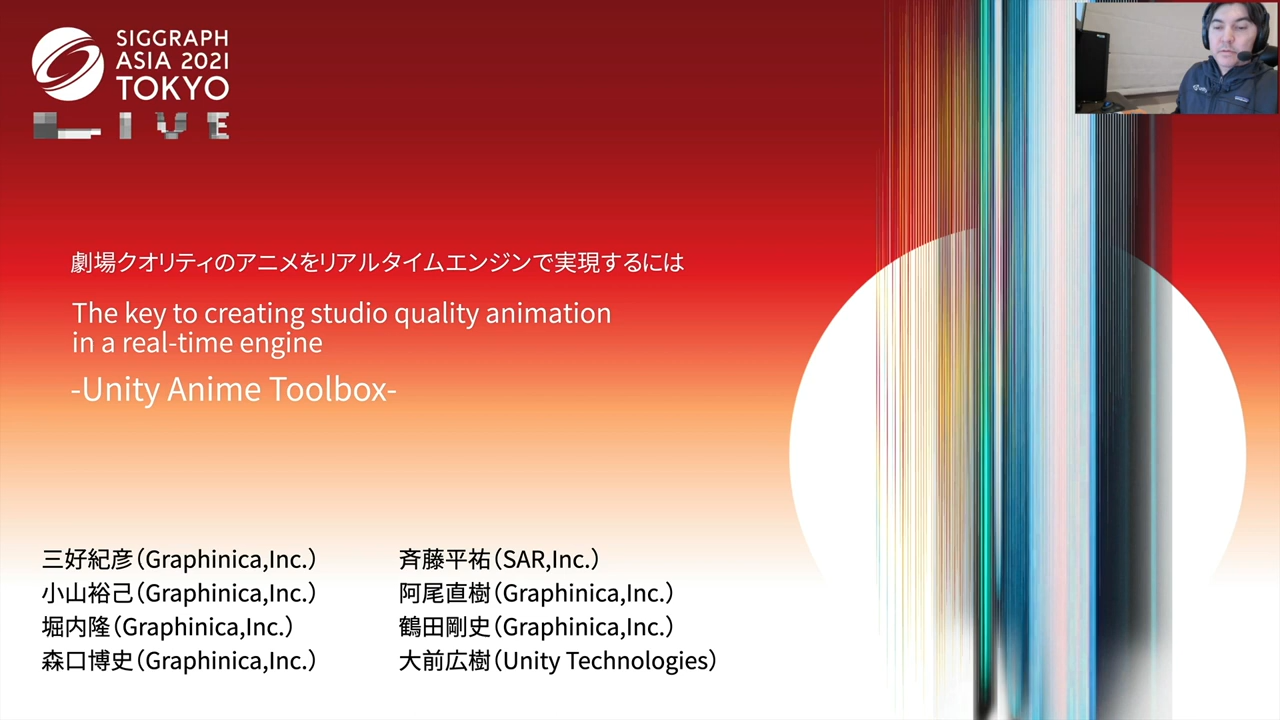 SIGGRAPH
ASIA 2021
TOKYO
LIVE
劇場クオリティのアニメをリアルタイムエンジンで実現するには
The key to creating studio quality animation
in a real-time engine
-Unity Anime Toolbox-
三好紀彦（Graphinica,Inc.）
小山裕己（Graphinica,Inc.）
堀内隆（Graphinica,Inc.）
森口博史（Graphinica,Inc.）
斉藤平祐（SAR,Inc.）
阿尾直樹（Graphinica,Inc.）
鶴田剛史（Graphinica,Inc.）
大前広樹（Unity Technologies）